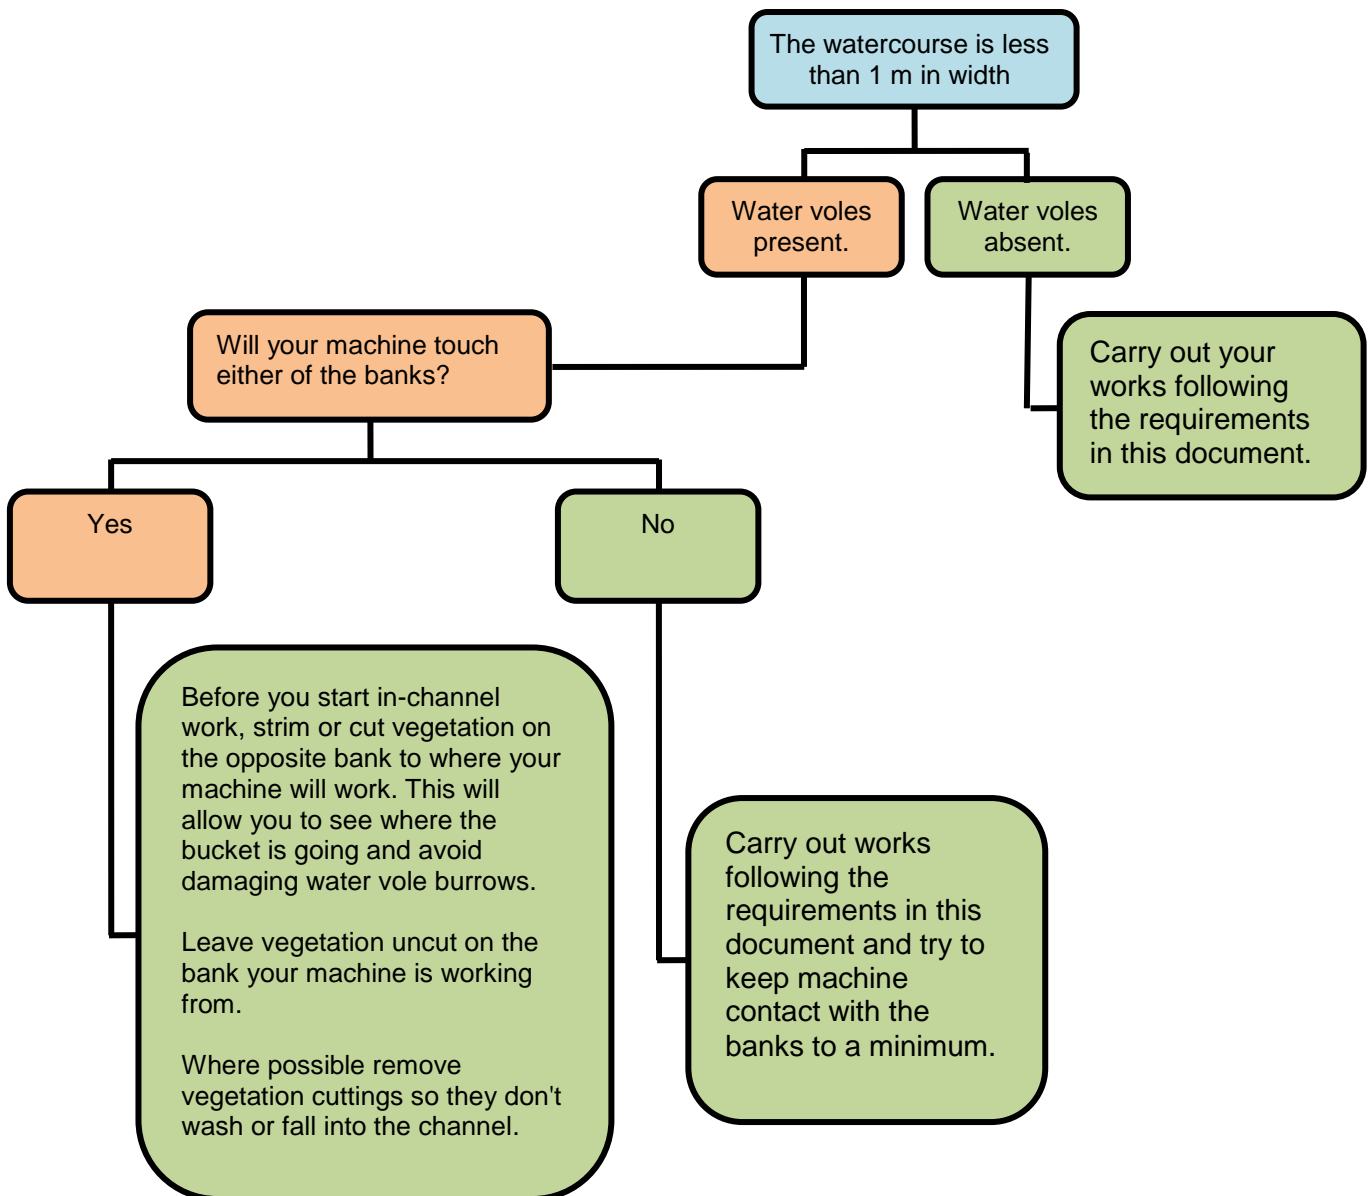 The watercourse is less
than 1 m in width
Water voles
present.
Water voles
absent.
Will your machine touch
either of the banks?
Carry out your
works following
the requirements
in this document.
Yes
No
Before you start in-channel
work, strim or cut vegetation on
the opposite bank to where your
machine will work. This will
allow you to see where the
bucket is going and avoid
damaging water vole burrows.
Leave vegetation uncut on the
bank your machine is working
from.
Where possible remove
vegetation cuttings so they don't
wash or fall into the channel.
Carry out works
following the
requirements in this
document and try to
keep machine
contact with the
banks to a minimum.